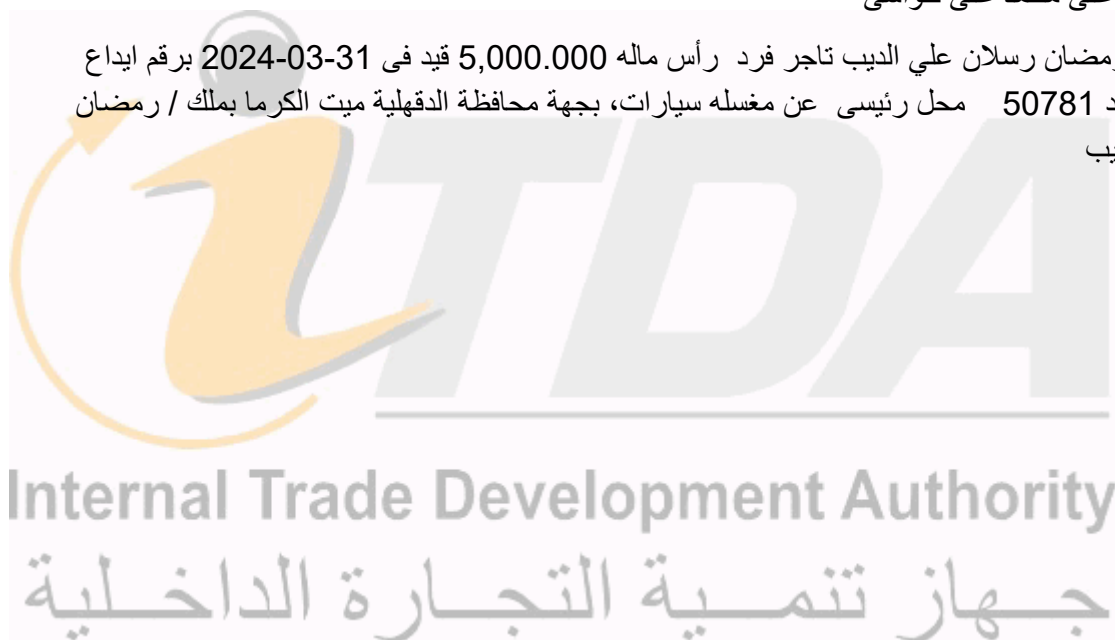 رمضان رسلان علي الديب تاجر فرد رأس ماله 5,000.000 قيد فى 31-03-2024 برقم ايداع
50781 محل رئيسى عن مغسله سيارات، بجهة محافظة الدقهلية ميت الكرما بملك / رمضان
iTDA
Internal Trade Development Authority
جهاز تنمية التجارة الداخلية